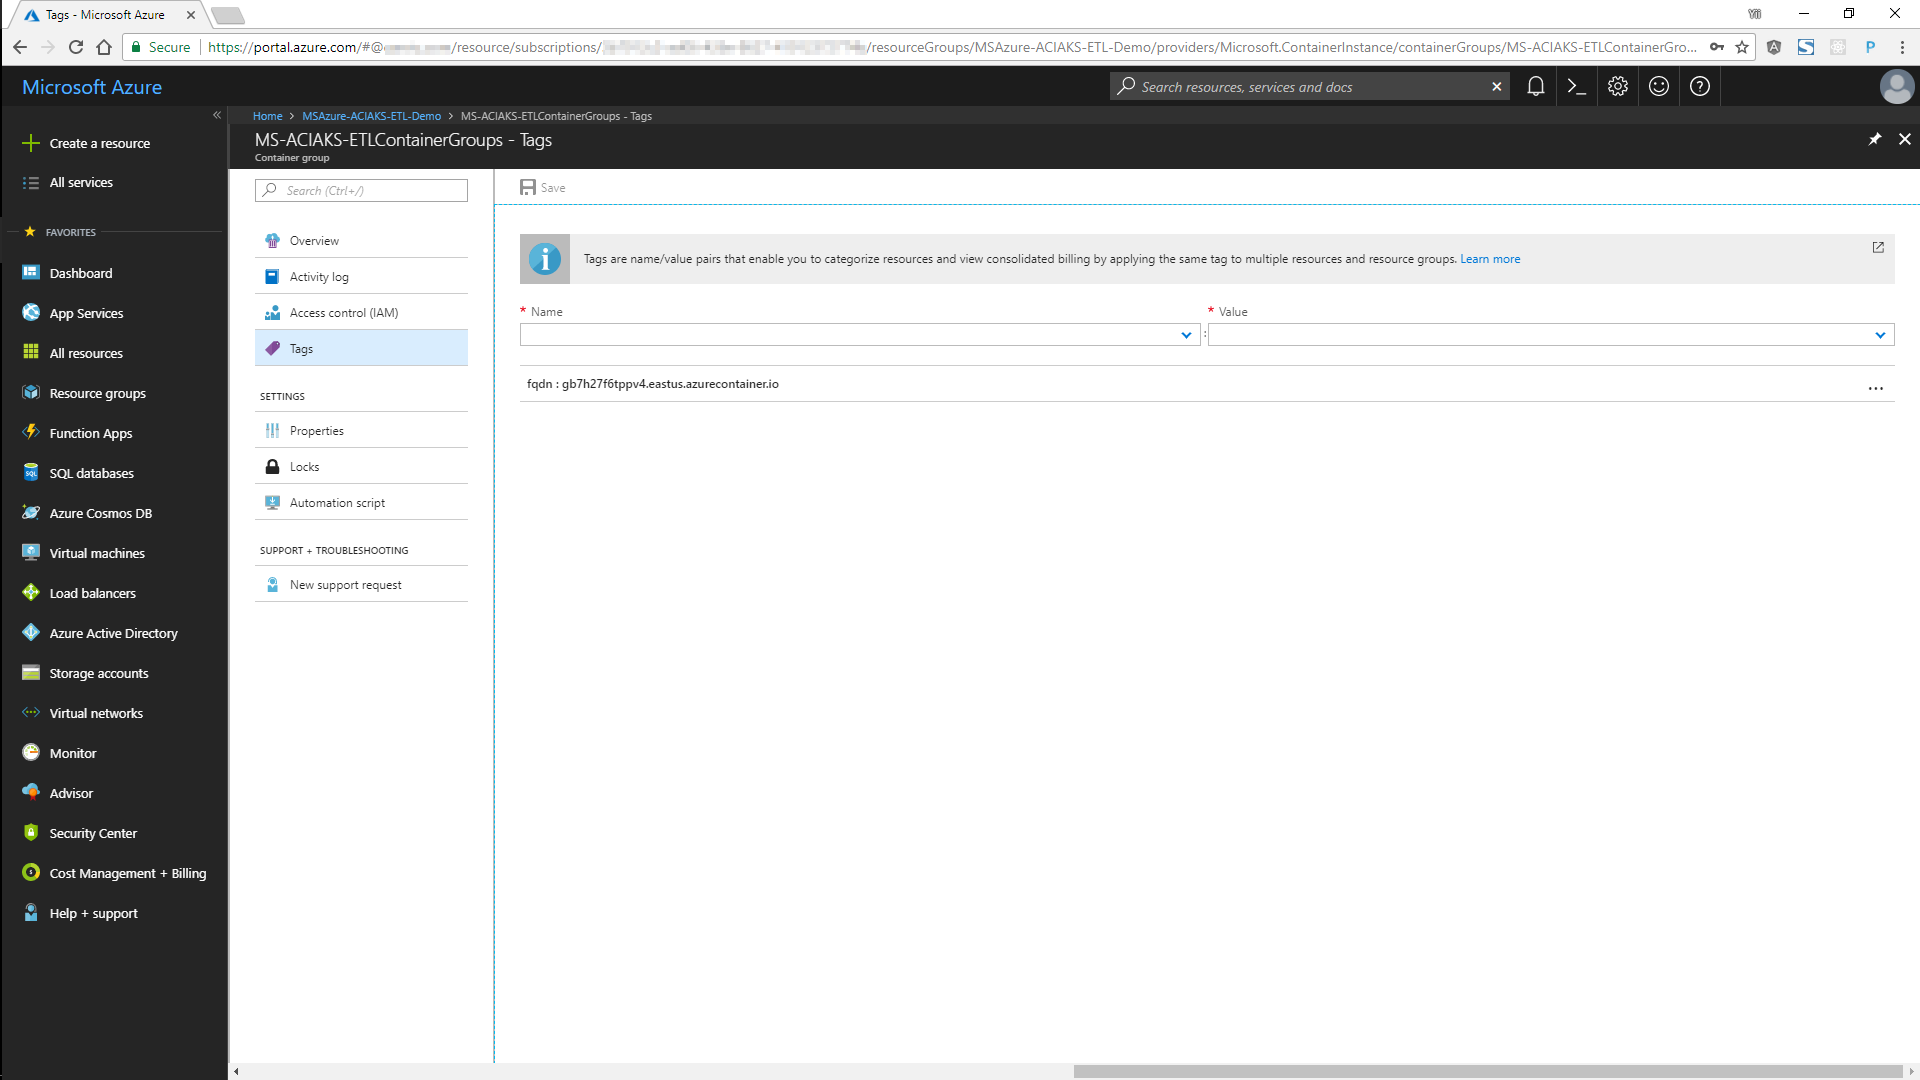 Tags - Microsoft Azure
Secure https://portal.azure.com/#@ /resource/subscriptions/ /resourceGroups/MSAzure-ACIAKS-ETL-Demo/providers/Microsoft.ContainerInstance/containerGroups/MS-ACIAKS-ETLContainerGro...
Microsoft Azure
Search resources, services and docs
Create a resource
All services
FAVORITES
Dashboard
App Services
All resources
Resource groups
Function Apps
SQL databases
Azure Cosmos DB
Virtual machines
Load balancers
Azure Active Directory
Storage accounts
Virtual networks
Monitor
Advisor
Security Center
Cost Management + Billing
Help + support
Home > MSAzure-ACIAKS-ETL-Demo > MS-ACIAKS-ETLContainerGroups - Tags
MS-ACIAKS-ETLContainerGroups - Tags
Container group
Search (Ctrl+/)
Overview
Activity log
Access control (IAM)
Tags
SETTINGS
Properties
Locks
Automation script
SUPPORT + TROUBLESHOOTING
New support request
Save
Tags are name/value pairs that enable you to categorize resources and view consolidated billing by applying the same tag to multiple resources and resource groups. Learn more
* Name
* Value
:
fqdn : gb7h27f6tppv4.eastus.azurecontainer.io
...